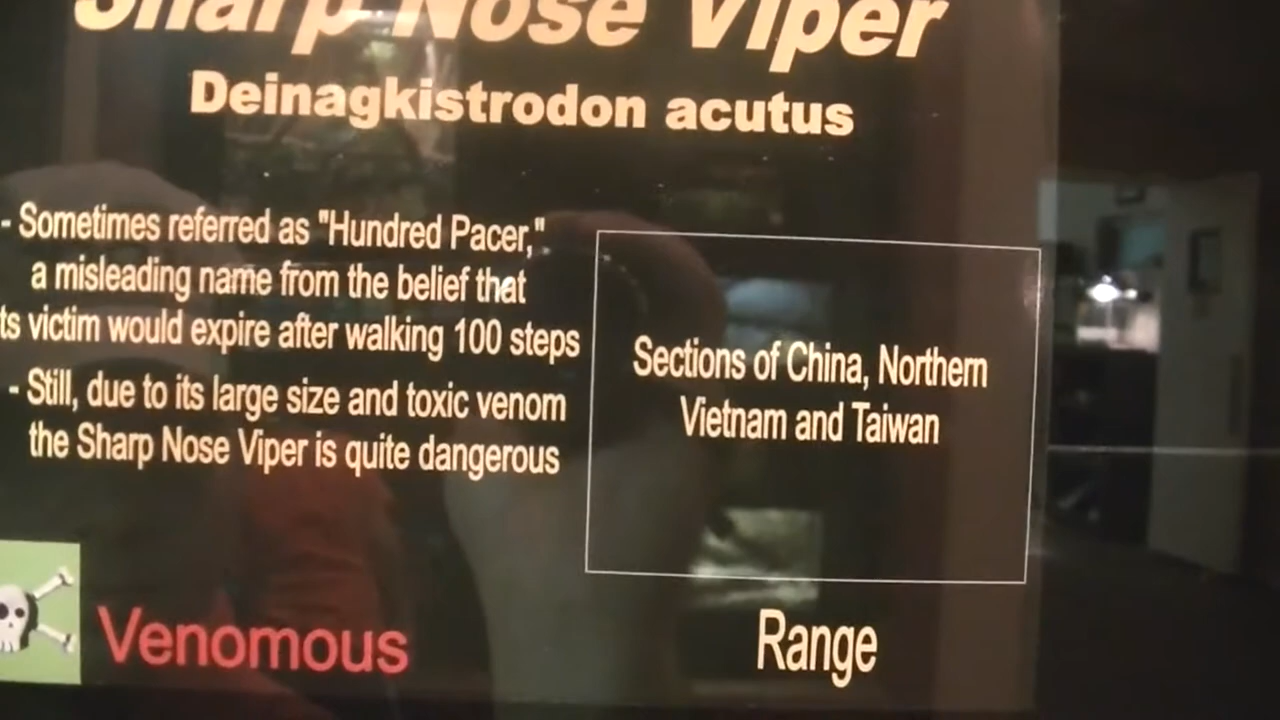 Sharp Nose Viper
Deinagkistrodon acutus
- Sometimes referred as "Hundred Pacer,"
a misleading name from the belief that
ts victim would expire after walking 100 steps
- Still, due to its large size and toxic venom
the Sharp Nose Viper is quite dangerous
Sections of China, Northern
Vietnam and Taiwan
Venomous
Range